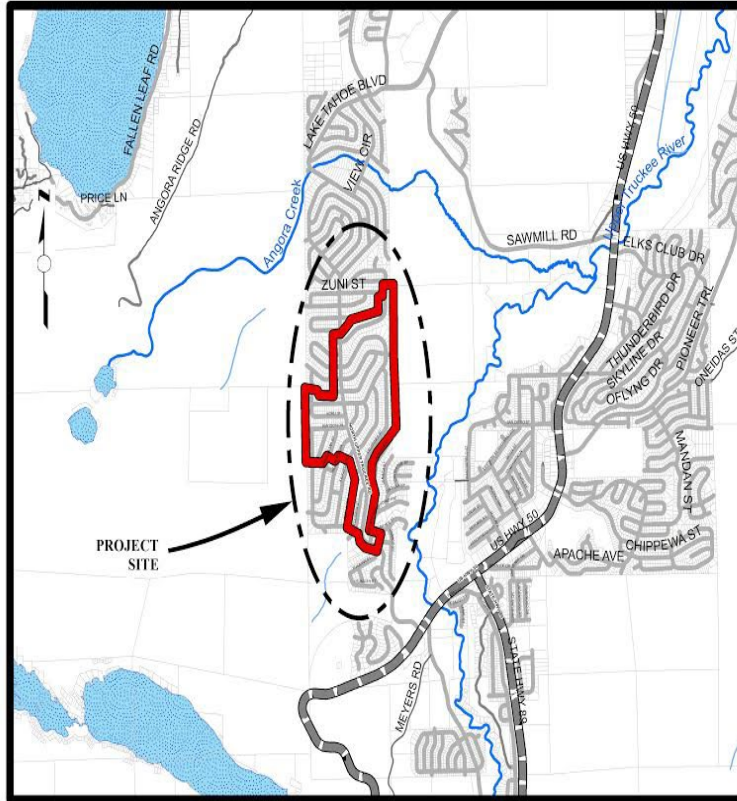 LAKE TAHOE BLVD
FALLEN LEAF RD
ANGORA RIDGE RD
US HWY 50
VIEW CIR
Upper Truckee River
PRICE LN
Angora Creek
SAWMILL RD
ELKS CLUB DR
N
ZUNI ST
THUNDERBIRD DR
SKYLINE DR
PIONEER TRL
ONEIDAS ST
OFLYNG DR
MANDAN ST
US HWY 50
PROJECT
SITE
CHIPPEWA ST
APACHE AVE
STATE HWY 89
MEYERS RD